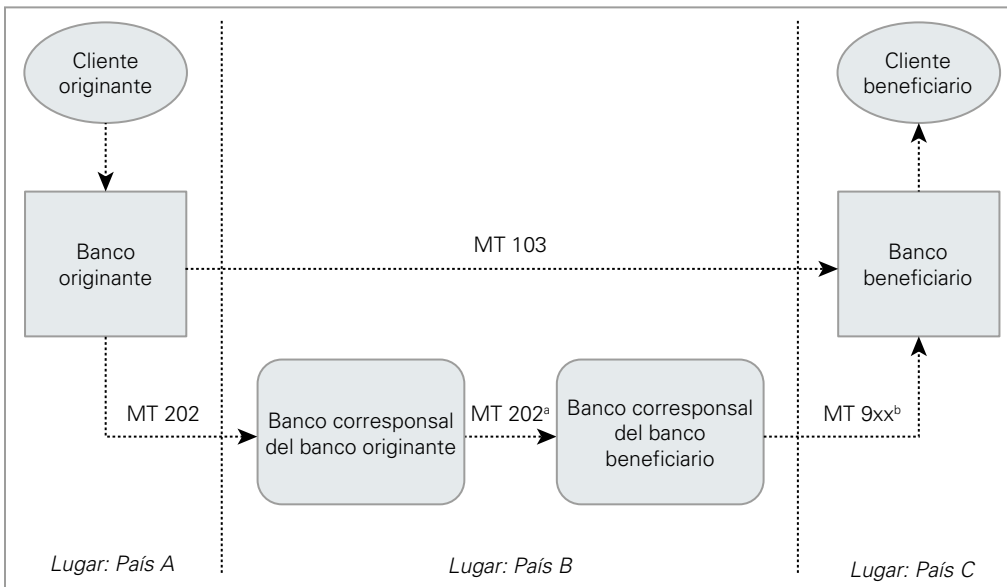 Cliente
originante
Cliente
beneficiario
Banco
originante
MT 103
Banco
beneficiario
MT 202
Banco corresponsal
del banco originante
MT 202ᵃ
Banco corresponsal
del banco
beneficiario
MT 9xxᵇ
Lugar: País A
Lugar: País B
Lugar: País C